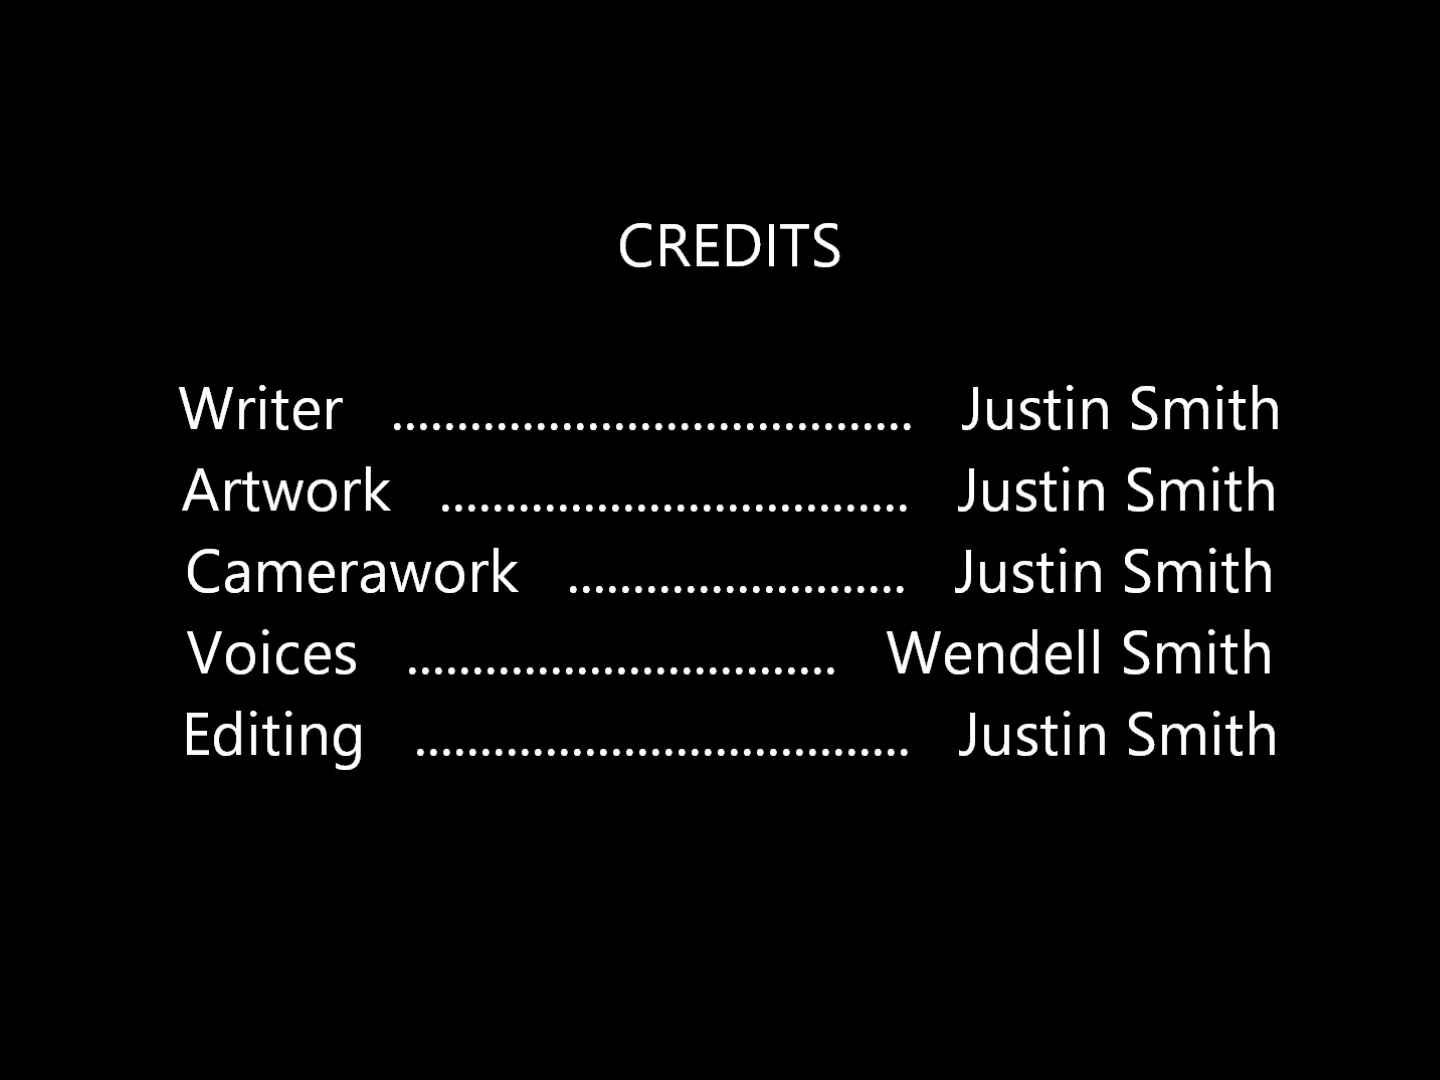 CREDITS
Writer ........................................ Justin Smith
Artwork .................................... Justin Smith
Camerawork .......................... Justin Smith
Voices ................................. Wendell Smith
Editing ...................................... Justin Smith